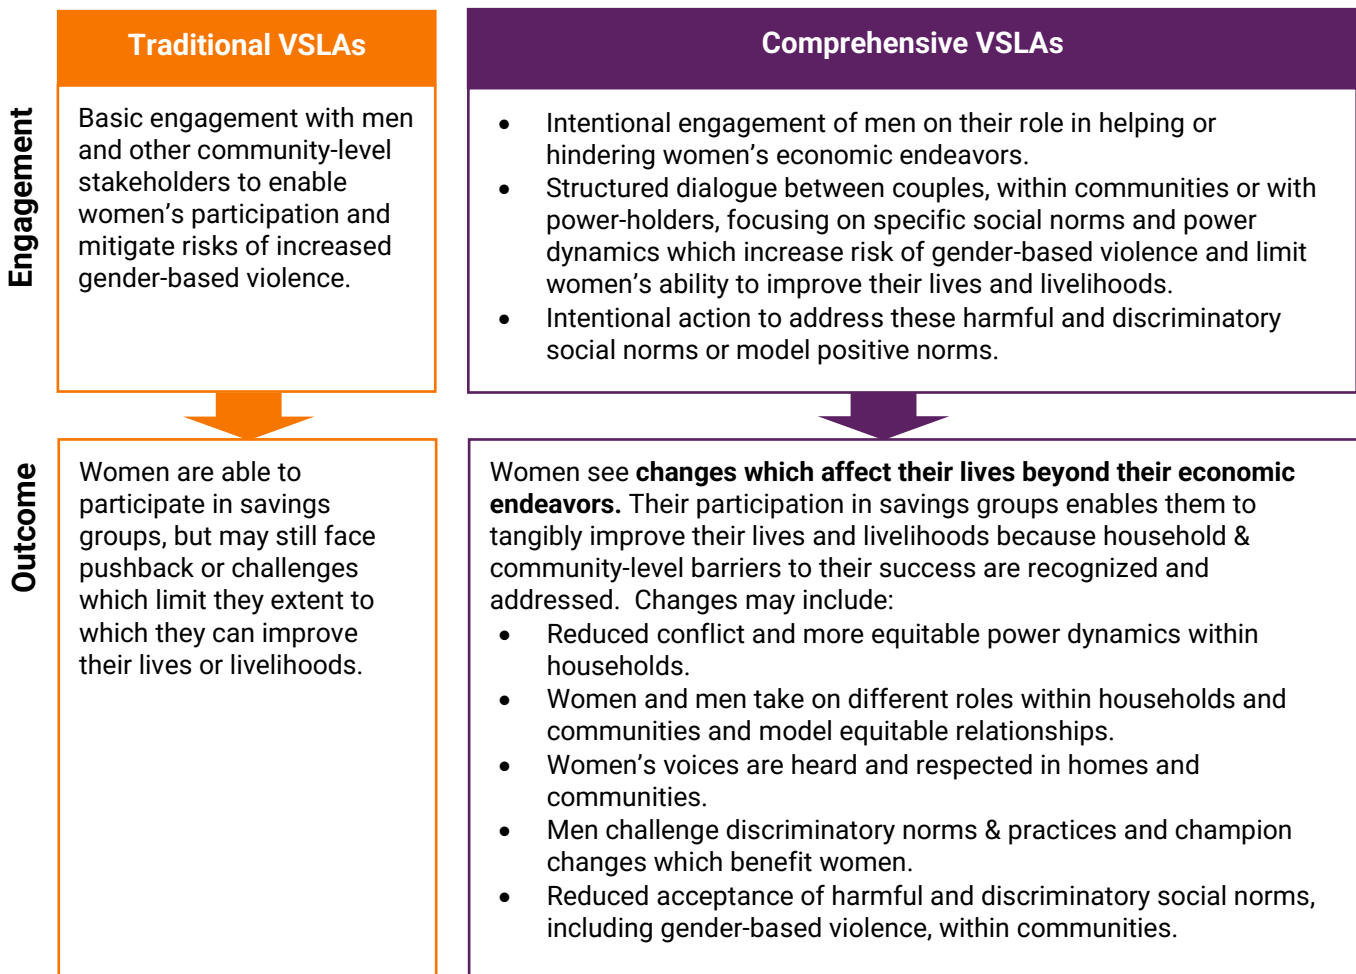 Traditional VSLAs
Comprehensive VSLAs
Engagement
Basic engagement with men
and other community-level
stakeholders to enable
women’s participation and
mitigate risks of increased
gender-based violence.
• Intentional engagement of men on their role in helping or
hindering women’s economic endeavors.
• Structured dialogue between couples, within communities or with
power-holders, focusing on specific social norms and power
dynamics which increase risk of gender-based violence and limit
women’s ability to improve their lives and livelihoods.
• Intentional action to address these harmful and discriminatory
social norms or model positive norms.
Outcome
Women are able to
participate in savings
groups, but may still face
pushback or challenges
which limit they extent to
which they can improve
their lives or livelihoods.
Women see changes which affect their lives beyond their economic
endeavors. Their participation in savings groups enables them to
tangibly improve their lives and livelihoods because household &
community-level barriers to their success are recognized and
addressed. Changes may include:
• Reduced conflict and more equitable power dynamics within
households.
• Women and men take on different roles within households and
communities and model equitable relationships.
• Women’s voices are heard and respected in homes and
communities.
• Men challenge discriminatory norms & practices and champion
changes which benefit women.
• Reduced acceptance of harmful and discriminatory social norms,
including gender-based violence, within communities.